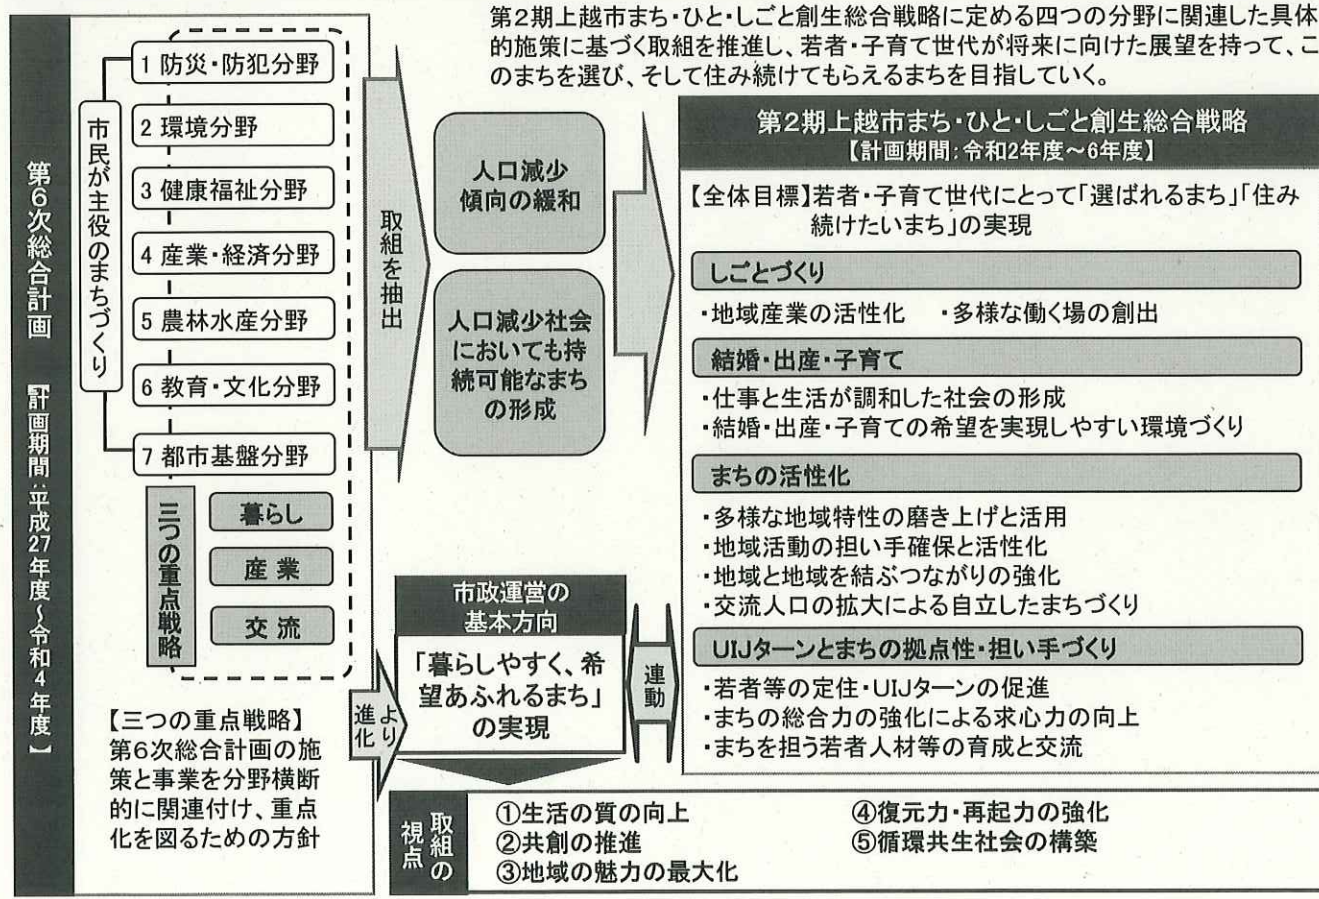 第2期上越市まち・ひと・しごと創生総合戦略に定める四つの分野に関連した具体
的施策に基づく取組を推進し、若者・子育て世代が将来に向けた展望を持って、こ
のまちを選び、そして住み続けてもらえるまちを目指していく。
第6次総合計画 【計画期間:平成27年度~令和4年度】
市民が主役のまちづくり
1 防災・防犯分野
2 環境分野
3 健康福祉分野
4 産業・経済分野
5 農林水産分野
6 教育・文化分野
7 都市基盤分野
三つの重点戦略
暮らし
産業
交流
【三つの重点戦略】
第6次総合計画の施
策と事業を分野横断
的に関連付け、重点
化を図るための方針
取組を抽出
人口減少
傾向の緩和
人口減少社会
においても持
続可能なまち
の形成
より
進化
市政運営の
基本方向
「暮らしやすく、希
望あふれるまち」
の実現
連動
第2期上越市まち・ひと・しごと創生総合戦略
【計画期間:令和2年度~6年度】
【全体目標】若者・子育て世代にとって「選ばれるまち」「住み
続けたいまち」の実現
しごとづくり
・地域産業の活性化 ・多様な働く場の創出
結婚・出産・子育て
・仕事と生活が調和した社会の形成
・結婚・出産・子育ての希望を実現しやすい環境づくり
まちの活性化
・多様な地域特性の磨き上げと活用
・地域活動の担い手確保と活性化
・地域と地域を結ぶつながりの強化
・交流人口の拡大による自立したまちづくり
UIJターンとまちの拠点性・担い手づくり
・若者等の定住・UIJターンの促進
・まちの総合力の強化による求心力の向上
・まちを担う若者人材等の育成と交流
取組の
視点
①生活の質の向上
②共創の推進
③地域の魅力の最大化
④復元力・再起力の強化
⑤循環共生社会の構築